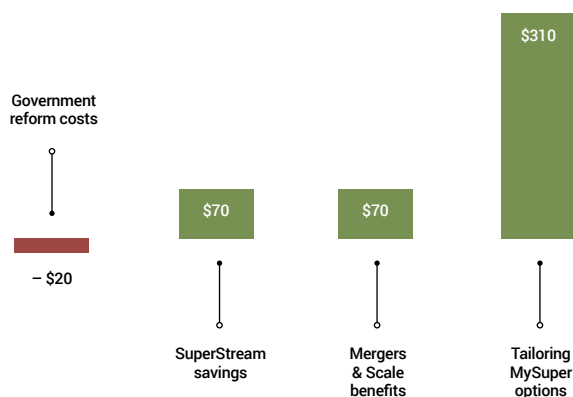 $310
Government
reform costs
$70
$70
– $20
SuperStream
savings
Mergers
& Scale
benefits
Tailoring
MySuper
options